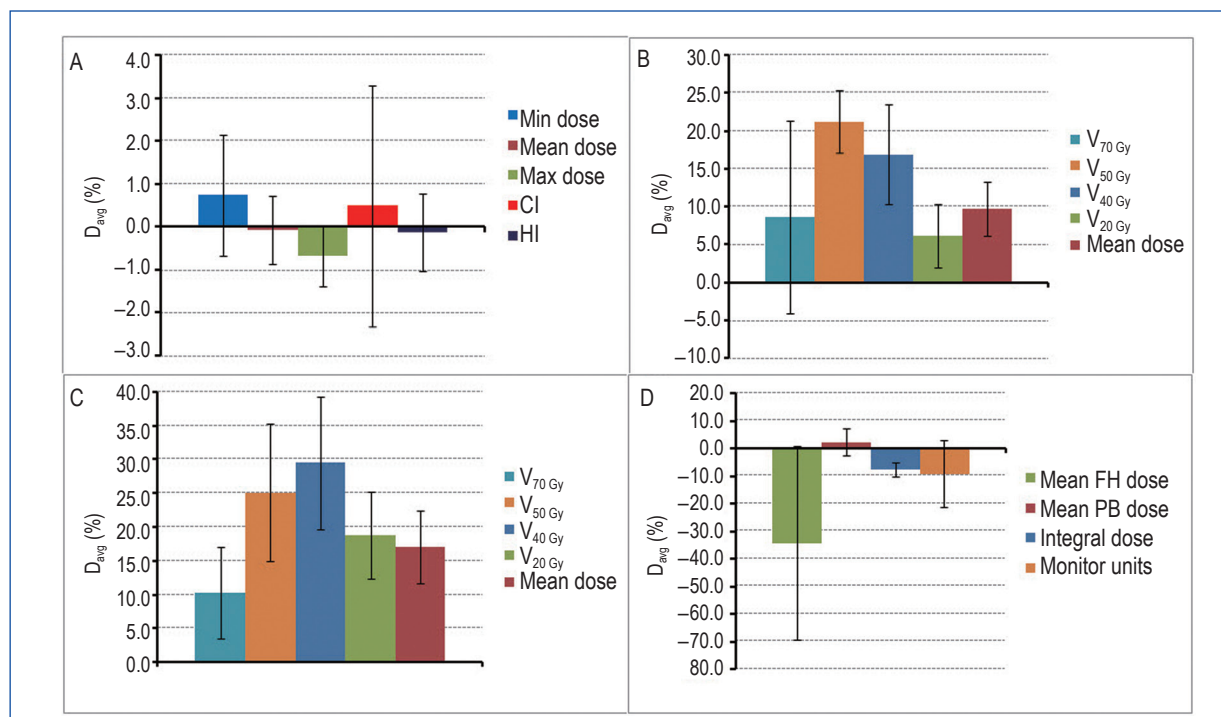 A
4.0
3.0
2.0
1.0
0.0
–1.0
–2.0
–3.0
Davg (%)
Min dose
Mean dose
Max dose
CI
HI
B
30.0
25.0
20.0
15.0
10.0
5.0
0.0
–5.0
–10.0
Davg (%)
V70 Gy
V50 Gy
V40 Gy
V20 Gy
Mean dose
C
40.0
35.0
30.0
25.0
20.0
15.0
10.0
5.0
0.0
Davg (%)
V70 Gy
V50 Gy
V40 Gy
V20 Gy
Mean dose
D
20.0
10.0
0.0
–10.0
–20.0
–30.0
–40.0
–50.0
–60.0
–70.0
80.0
Davg (%)
Mean FH dose
Mean PB dose
Integral dose
Monitor units